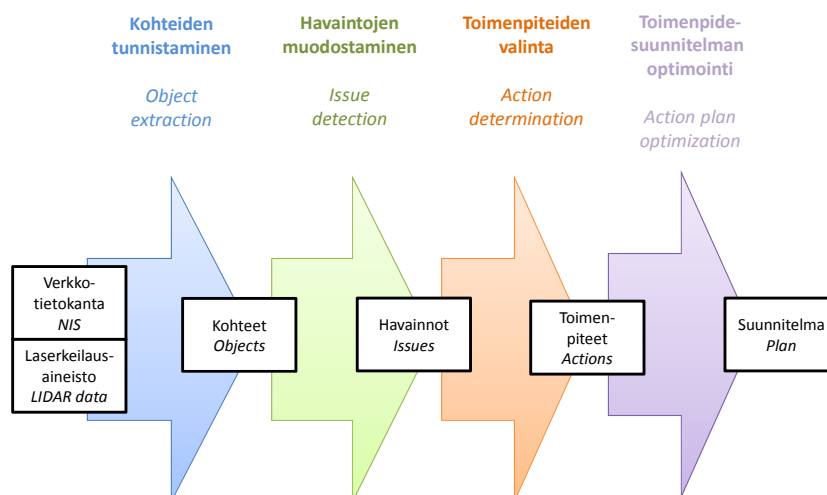 Kohteiden
tunnistaminen
Object
extraction
Havaintojen
muodostaminen
Issue
detection
Toimenpiteiden
valinta
Action
determination
Toimenpide-
suunnitelman
optimointi
Action plan
optimization
Verkko-
tietokanta
NIS
Laserkeilaus-
aineisto
LIDAR data
Kohteet
Objects
Havainnot
Issues
Toimen-
piteet
Actions
Suunnitelma
Plan